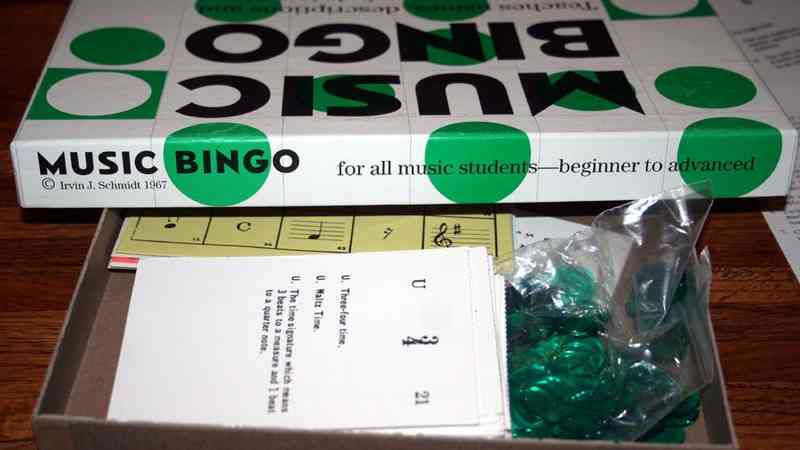 Teaches names, descriptions and
MUSIC
BINGO
MUSIC BINGO
for all music students—beginner to advanced
© Irvin J. Schmidt 1967
U 3/4 21
U. Three-four time.
U. Waltz Time.
U. The time signature which means
3 beats to a measure and 1 beat
to a quarter note.